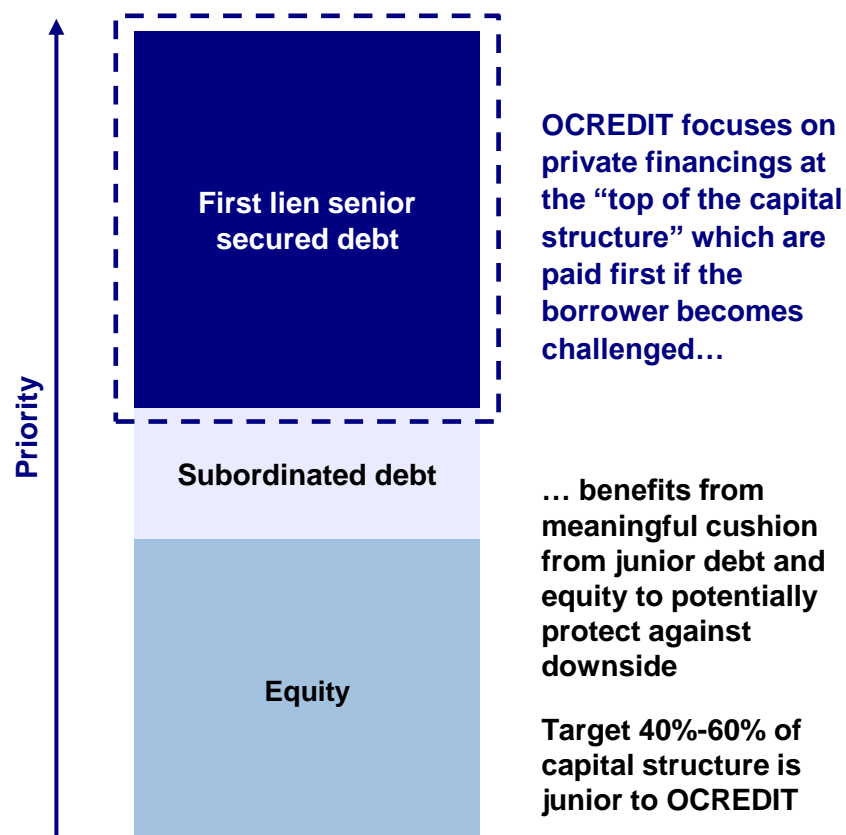 Priority
First lien senior
secured debt
Subordinated debt
Equity
OCREDIT focuses on
private financings at
the “top of the capital
structure” which are
paid first if the
borrower becomes
challenged…
… benefits from
meaningful cushion
from junior debt and
equity to potentially
protect against
downside
Target 40%-60% of
capital structure is
junior to OCREDIT